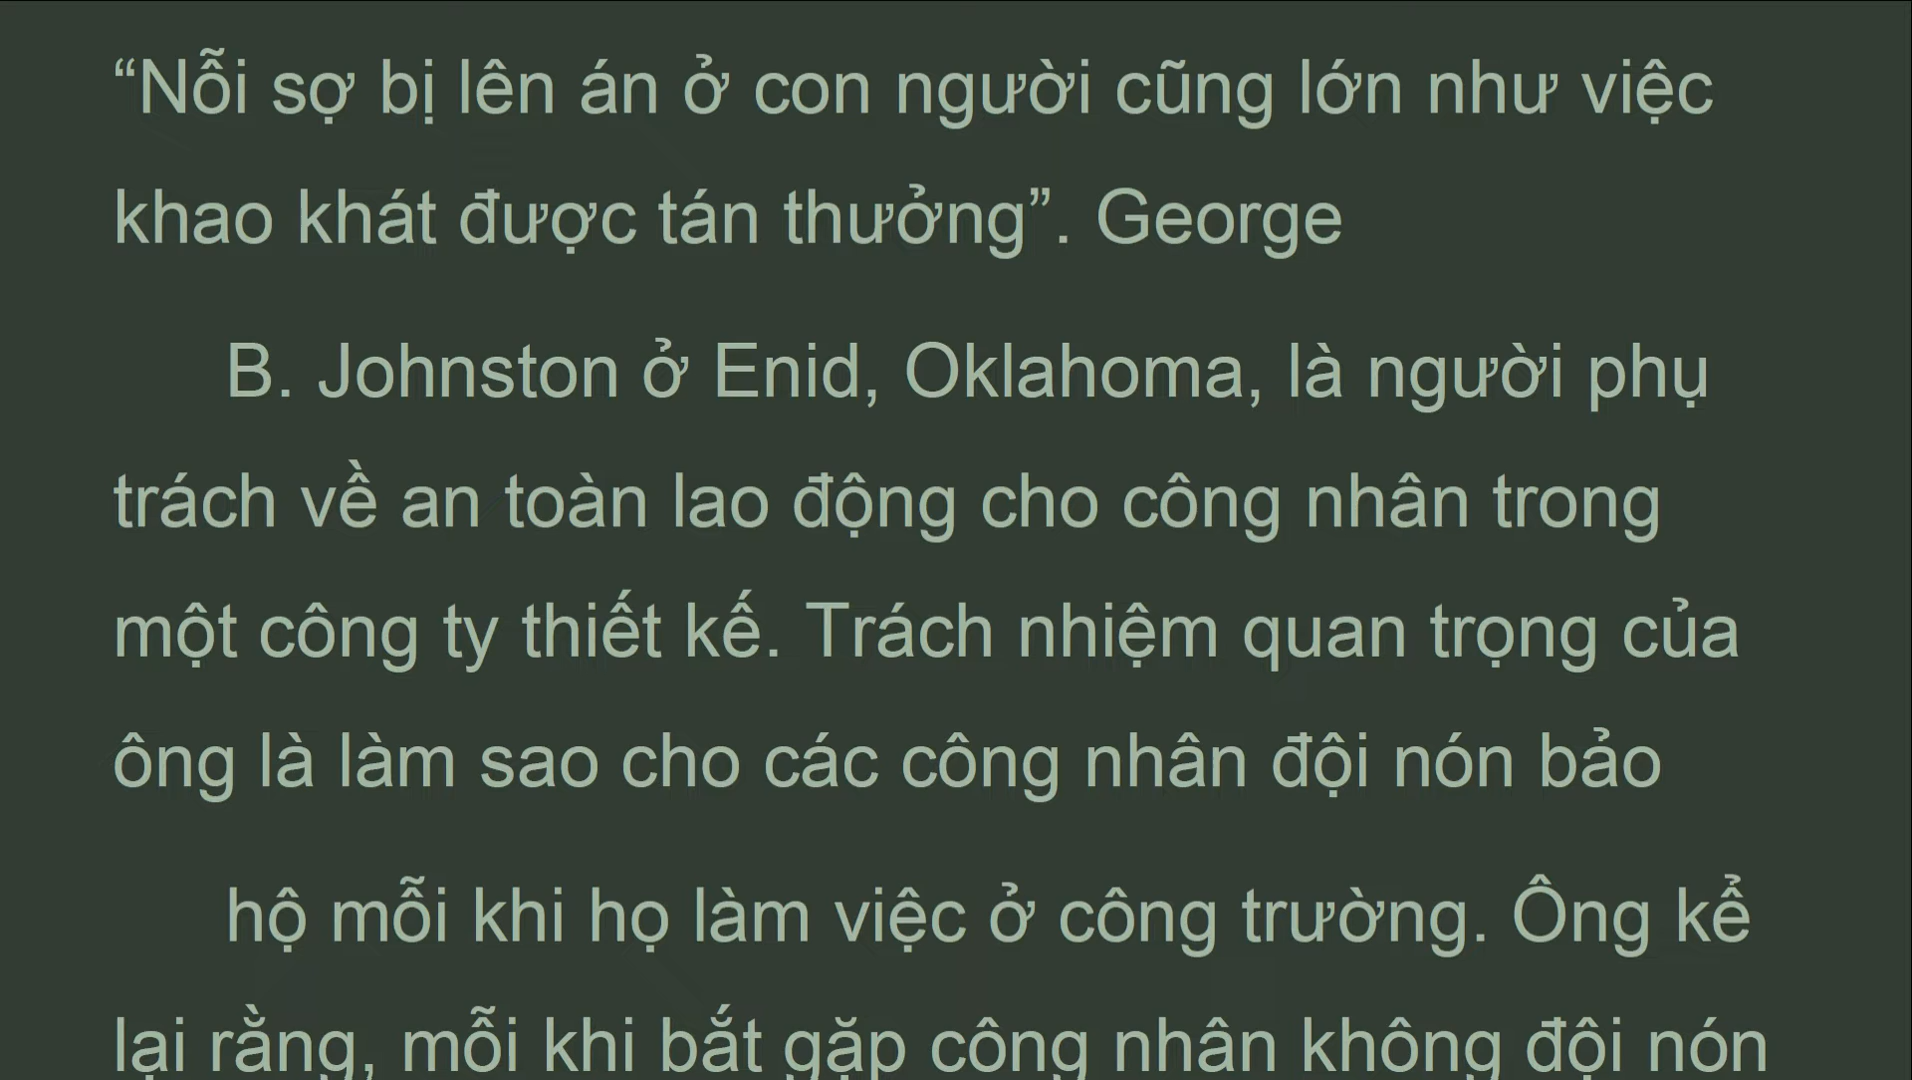 “Nỗi sợ bị lên án ở con người cũng lớn như việc
khao khát được tán thưởng”. George
B. Johnston ở Enid, Oklahoma, là người phụ
trách về an toàn lao động cho công nhân trong
một công ty thiết kế. Trách nhiệm quan trọng của
ông là làm sao cho các công nhân đội nón bảo
hộ mỗi khi họ làm việc ở công trường. Ông kể
lại rằng, mỗi khi bắt gặp công nhân không đội nón